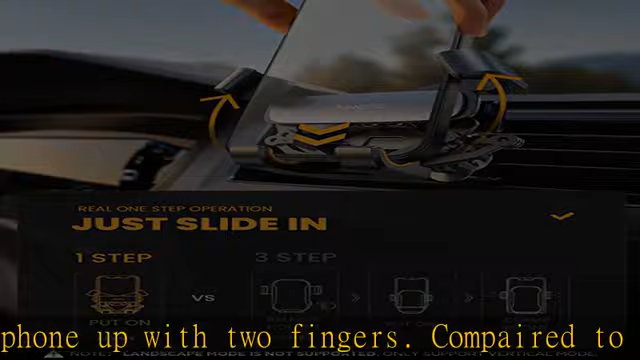 REAL ONE STEP OPERATION
JUST SLIDE IN
1 STEP
3 STEP
VS
PUT ON
phone up with two fingers. Compaired to
NOTE: LANDSCAPE MODE IS NOT SUPPORTED. ONLY SUPPORT VERTICAL MODE.